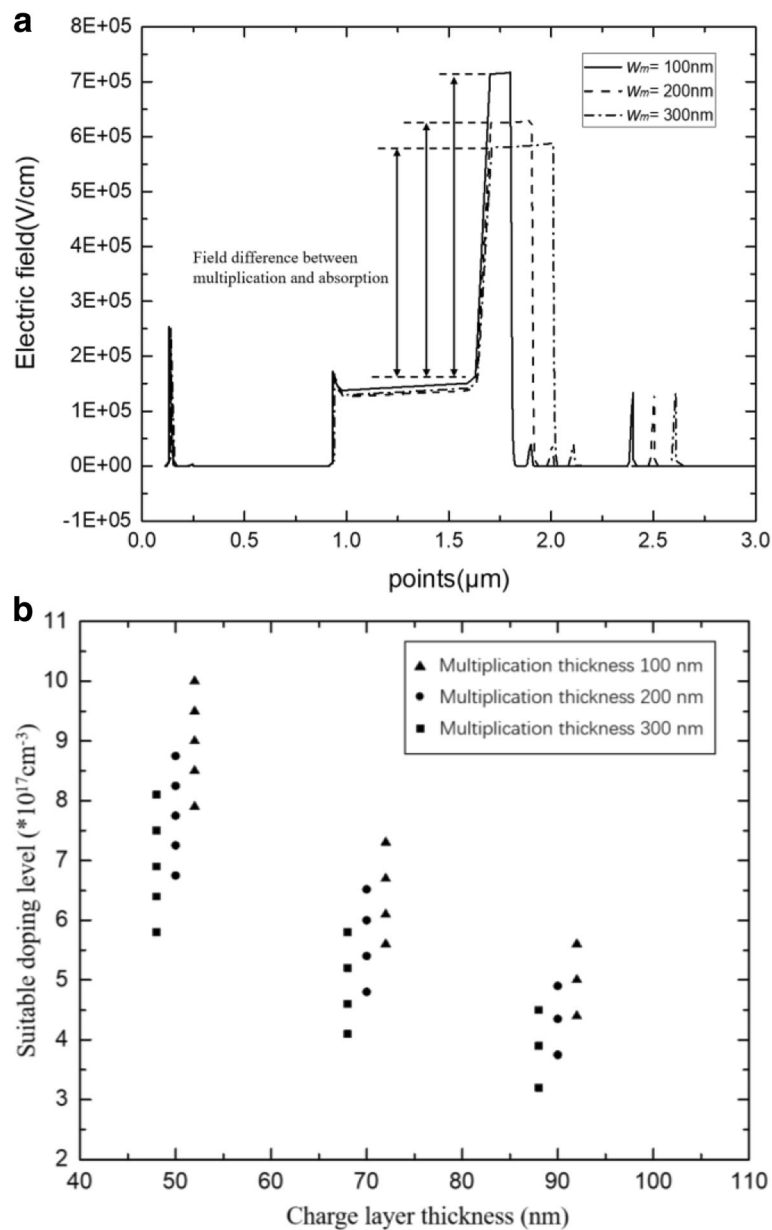 a
8E+05
7E+05
6E+05
5E+05
4E+05
3E+05
2E+05
1E+05
0E+00
-1E+05
Electric field(V/cm)
Wm= 100nm
Wm= 200nm
Wm= 300nm
Field difference between
multiplication and absorption
0.0 0.5 1.0 1.5 2.0 2.5 3.0
points(μm)
b
11
10
9
8
7
6
5
4
3
2
Suitable doping level (*10¹⁷cm⁻³)
Multiplication thickness 100 nm
Multiplication thickness 200 nm
Multiplication thickness 300 nm
40 50 60 70 80 90 100 110
Charge layer thickness (nm)